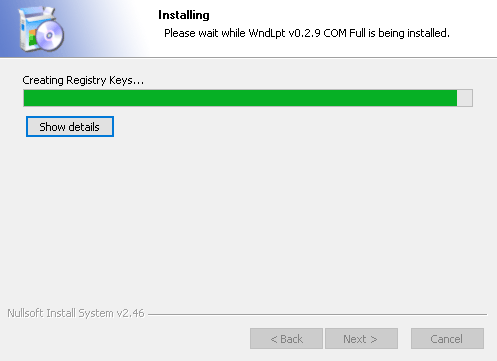 Installing
Please wait while WndLpt v0.2.9 COM Full is being installed.
Creating Registry Keys...
Show details
Nullsoft Install System v2.46
< Back
Next >
Cancel